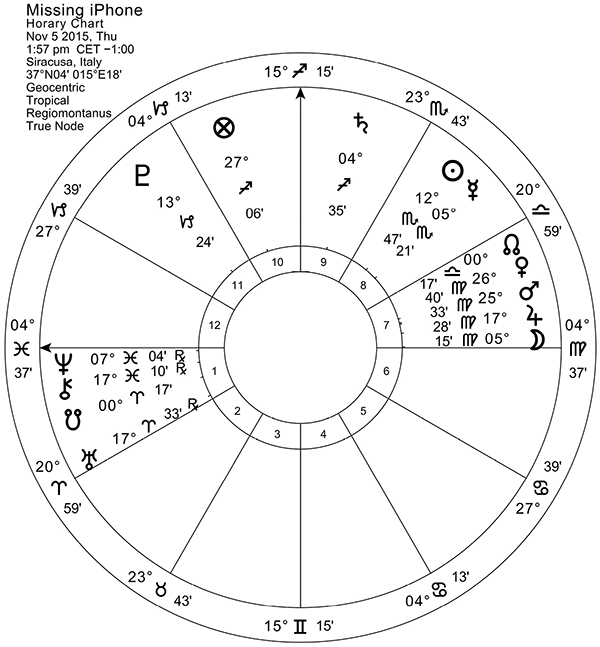 Missing iPhone
Horary Chart
Nov 5 2015, Thu
1:57 pm CET −1:00
Siracusa, Italy
37°N04' 015°E18'
Geocentric
Tropical
Regiomontanus
True Node
15° ♐ 15'
04° ♑ 13'
23° ♏ 43'
⊗
27°
♐
06'
♄
04°
♐
35'
☉ ☿
12° 05°
♏ ♏
47' 21'
♇
13°
♑
24'
39'
♑
27°
20°
♎
59'
☊ 00° ♎ 17'
♀ 26° ♍ 40'
♂ 25° ♍ 33'
♃ 17° ♍ 28'
☽ 05° ♍ 15'
10 9
11 8
12 7
1 6
2 5
3 4
04°
♓
37'
04°
♍
37'
♆ 07° ♓ 04' ℞
⚷ 17° ♓ 10' ℞
☋ 00° ♈ 17'
♅ 17° ♈ 33' ℞
20°
♈
59'
39'
♋
27°
23°
♉
43'
04° ♋ 13'
15° ♊ 15'